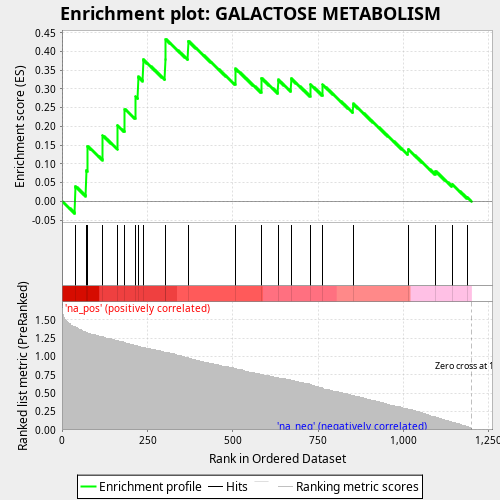 Enrichment plot: GALACTOSE METABOLISM
Enrichment score (ES)
0.45
0.40
0.35
0.30
0.25
0.20
0.15
0.10
0.05
0.00
-0.05
'na_pos' (positively correlated)
Ranked list metric (PreRanked)
1.50
1.25
1.00
0.75
0.50
0.25
0.00
Zero cross at 1
'na_neg' (negatively correlated)
0
250
500
750
1,000
1,250
Rank in Ordered Dataset
Enrichment profile
Hits
Ranking metric scores